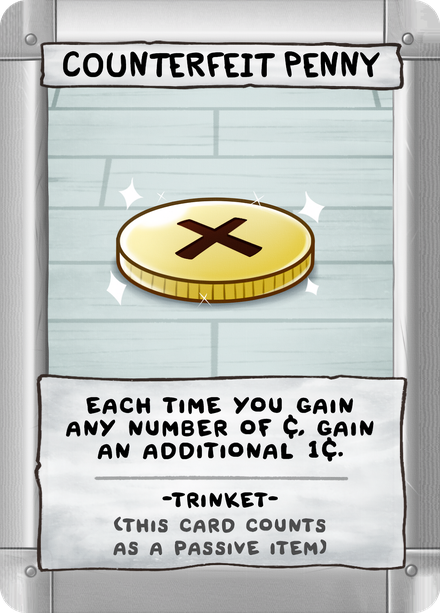 COUNTERFEIT PENNY
EACH TIME YOU GAIN
ANY NUMBER OF ¢, GAIN
AN ADDITIONAL 1¢.
-TRINKET-
(THIS CARD COUNTS
AS A PASSIVE ITEM)